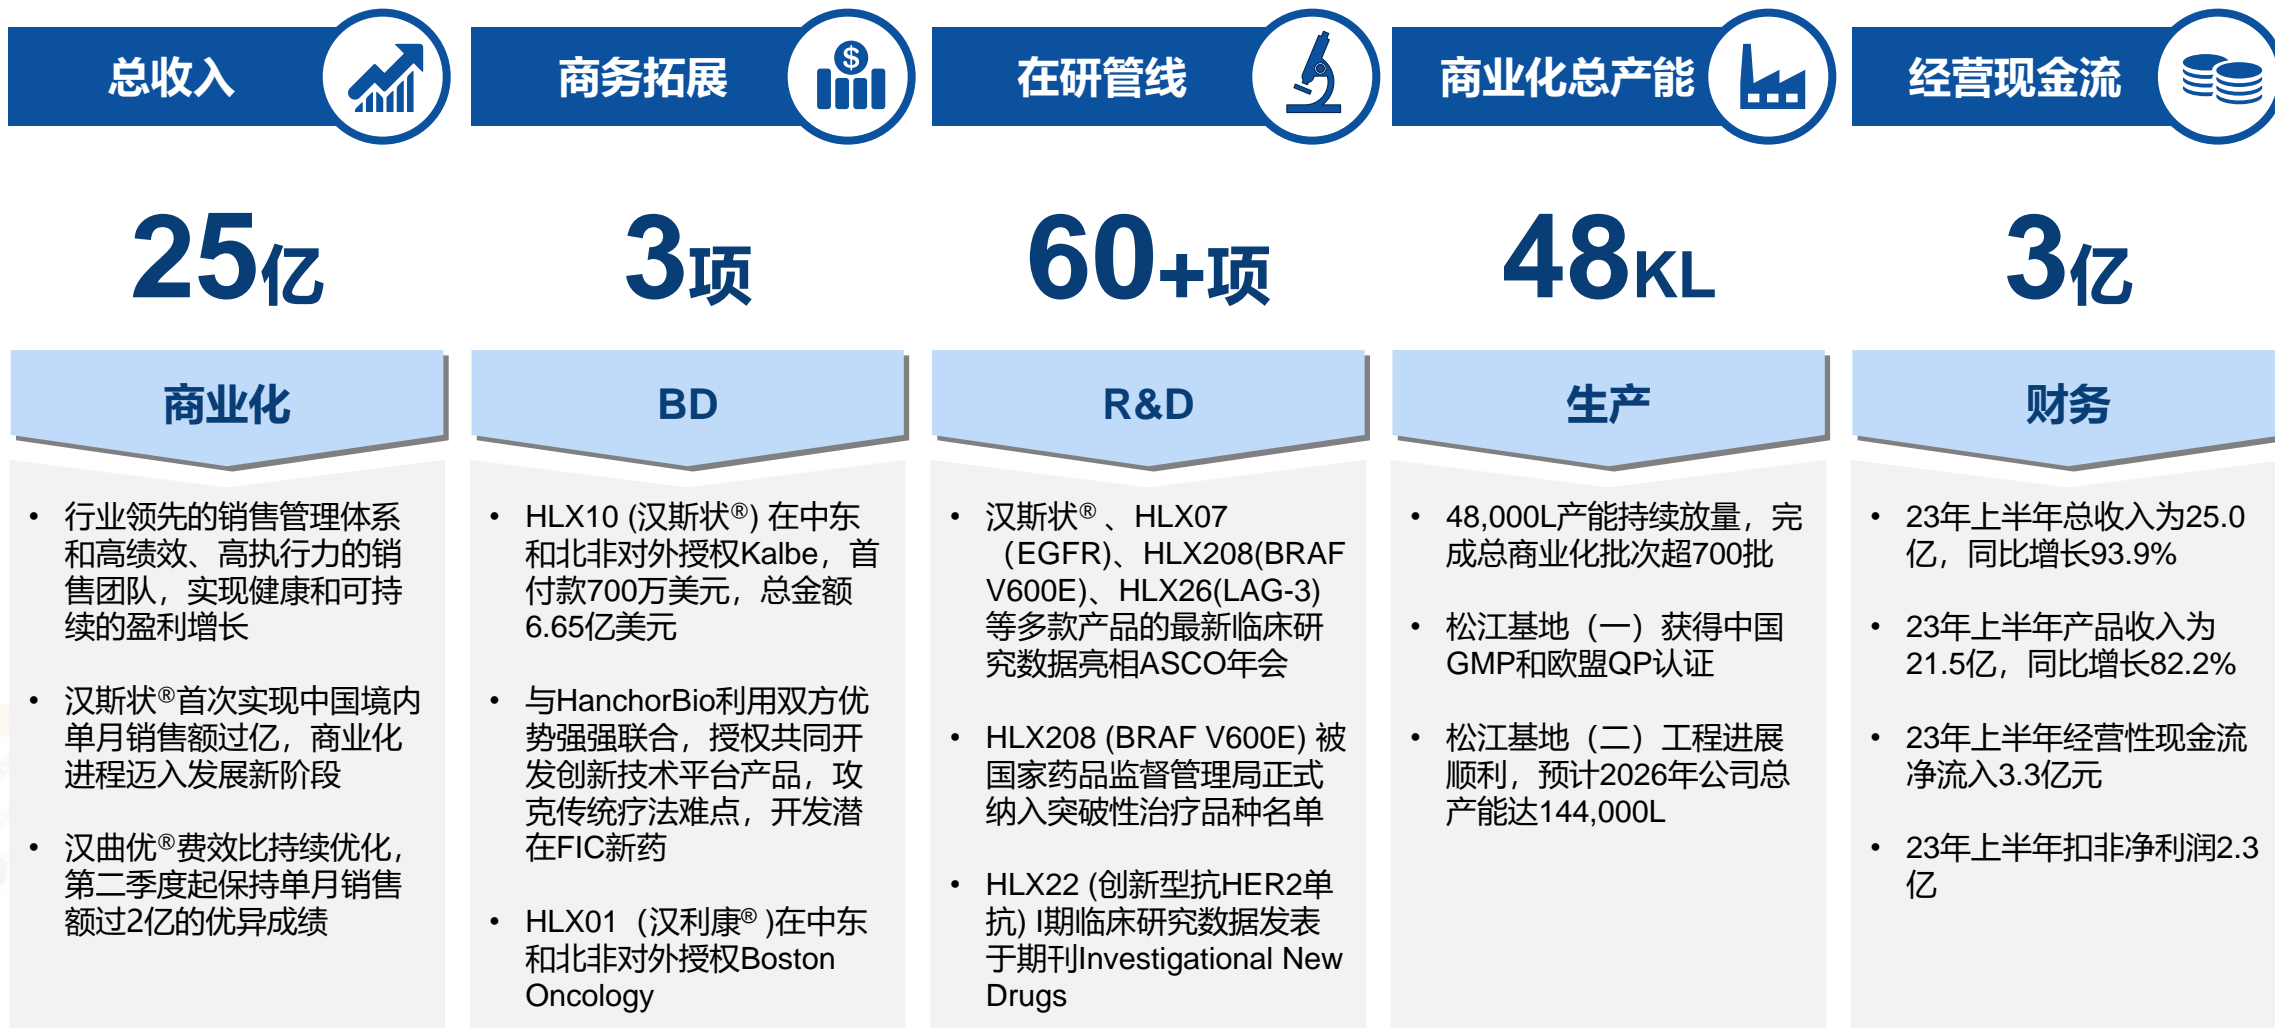 总收入
商务拓展
在研管线
商业化总产能
经营现金流
25亿
3项
60+项
48KL
3亿
商业化
BD
R&D
生产
财务
• 行业领先的销售管理体系
和高绩效、高执行力的销
售团队，实现健康和可持
续的盈利增长
• 汉斯状®首次实现中国境内
单月销售额过亿，商业化
进程迈入发展新阶段
• 汉曲优®费效比持续优化，
第二季度起保持单月销售
额过2亿的优异成绩
• HLX10 (汉斯状®) 在中东
和北非对外授权Kalbe，首
付款700万美元，总金额
6.65亿美元
• 与HanchorBio利用双方优
势强强联合，授权共同开
发创新技术平台产品，攻
克传统疗法难点，开发潜
在FIC新药
• HLX01（汉利康® )在中东
和北非对外授权Boston
Oncology
• 汉斯状® 、HLX07
（EGFR)、HLX208(BRAF
V600E)、HLX26(LAG-3)
等多款产品的最新临床研
究数据亮相ASCO年会
• HLX208 (BRAF V600E) 被
国家药品监督管理局正式
纳入突破性治疗品种名单
• HLX22 (创新型抗HER2单
抗) I期临床研究数据发表
于期刊Investigational New
Drugs
• 48,000L产能持续放量，完
成总商业化批次超700批
• 松江基地（一）获得中国
GMP和欧盟QP认证
• 松江基地（二）工程进展
顺利，预计2026年公司总
产能达144,000L
• 23年上半年总收入为25.0
亿，同比增长93.9%
• 23年上半年产品收入为
21.5亿，同比增长82.2%
• 23年上半年经营性现金流
净流入3.3亿元
• 23年上半年扣非净利润2.3
亿